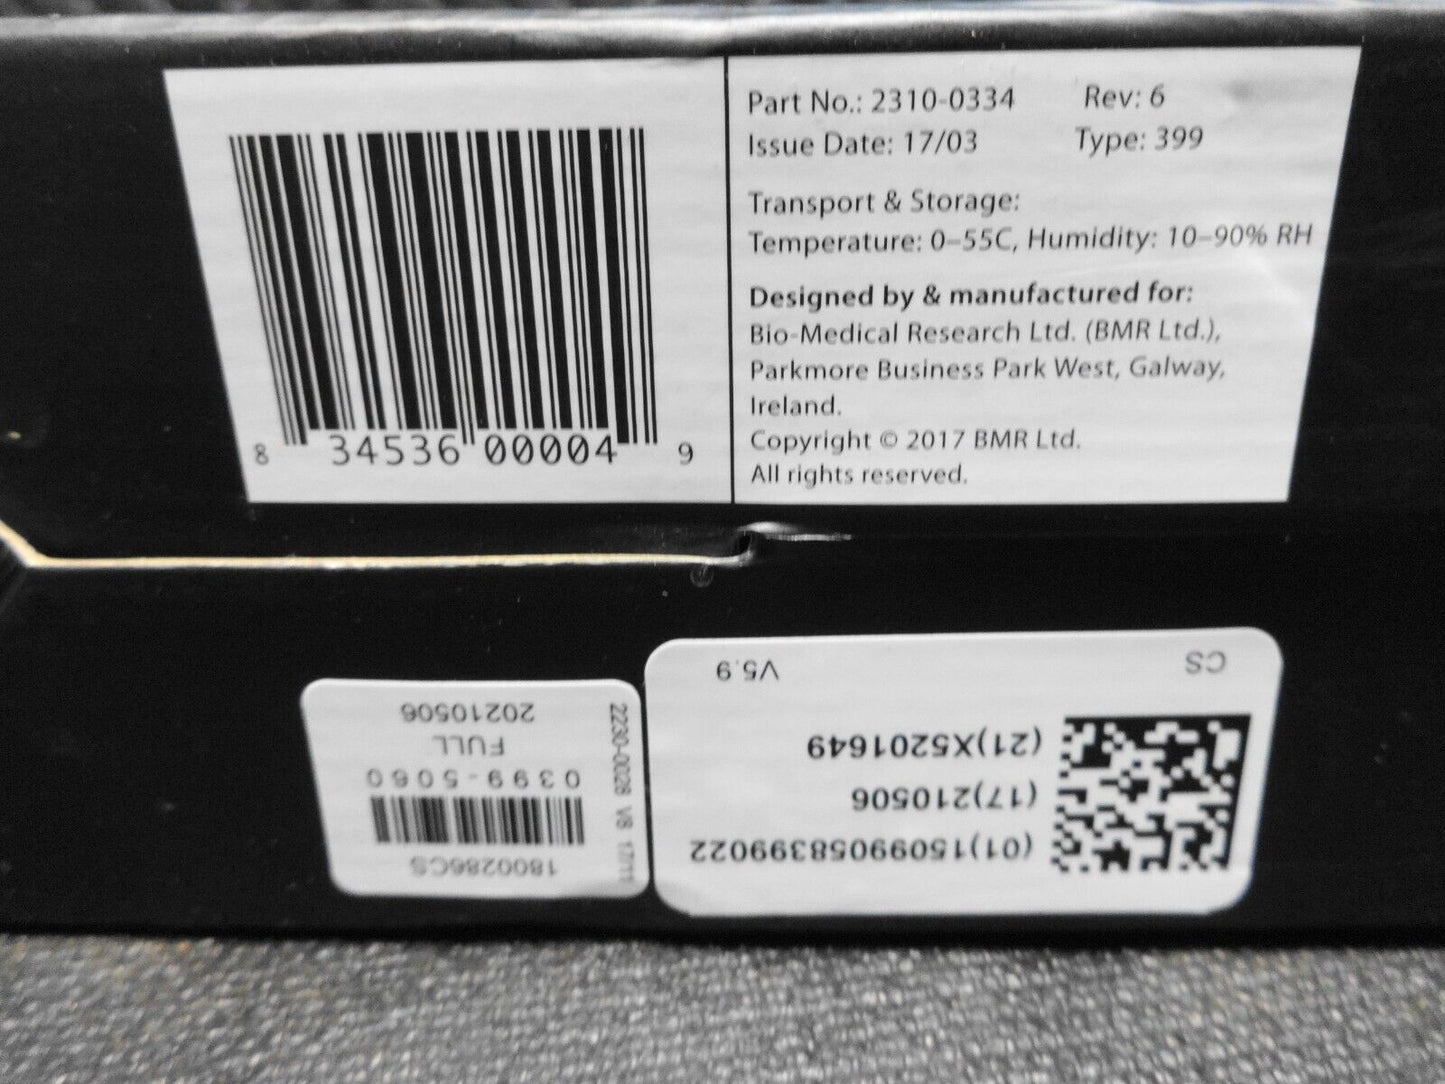 8 34536 00004 9
Part No.: 2310-0334 Rev: 6
Issue Date: 17/03 Type: 399
Transport & Storage:
Temperature: 0–55C, Humidity: 10–90% RH
Designed by & manufactured for:
Bio-Medical Research Ltd. (BMR Ltd.),
Parkmore Business Park West, Galway,
Ireland.
Copyright © 2017 BMR Ltd.
All rights reserved.
1800286CS
0399-5060
FULL
20210506
2230-0028 V8 17/11
(01)15099058399022
(17)210506
(21)X5201649
CS V5.9